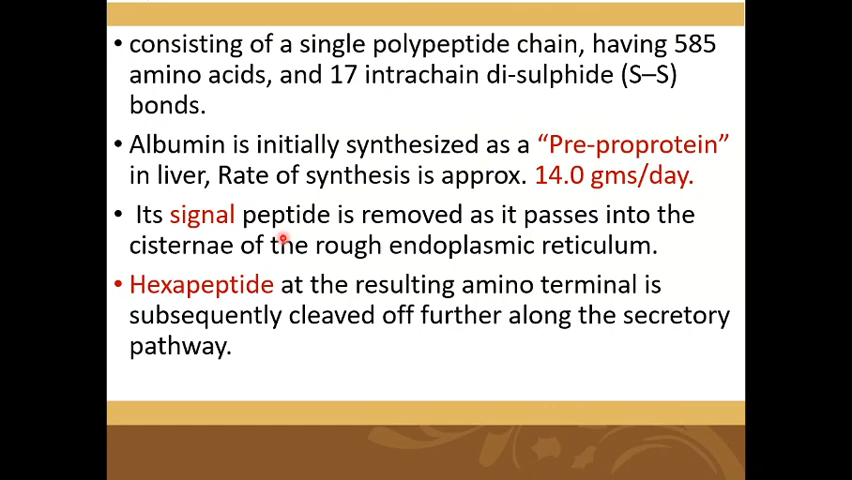 • consisting of a single polypeptide chain, having 585
amino acids, and 17 intrachain di-sulphide (S–S)
bonds.
• Albumin is initially synthesized as a “Pre-proprotein”
in liver, Rate of synthesis is approx. 14.0 gms/day.
• Its signal peptide is removed as it passes into the
cisternae of the rough endoplasmic reticulum.
• Hexapeptide at the resulting amino terminal is
subsequently cleaved off further along the secretory
pathway.